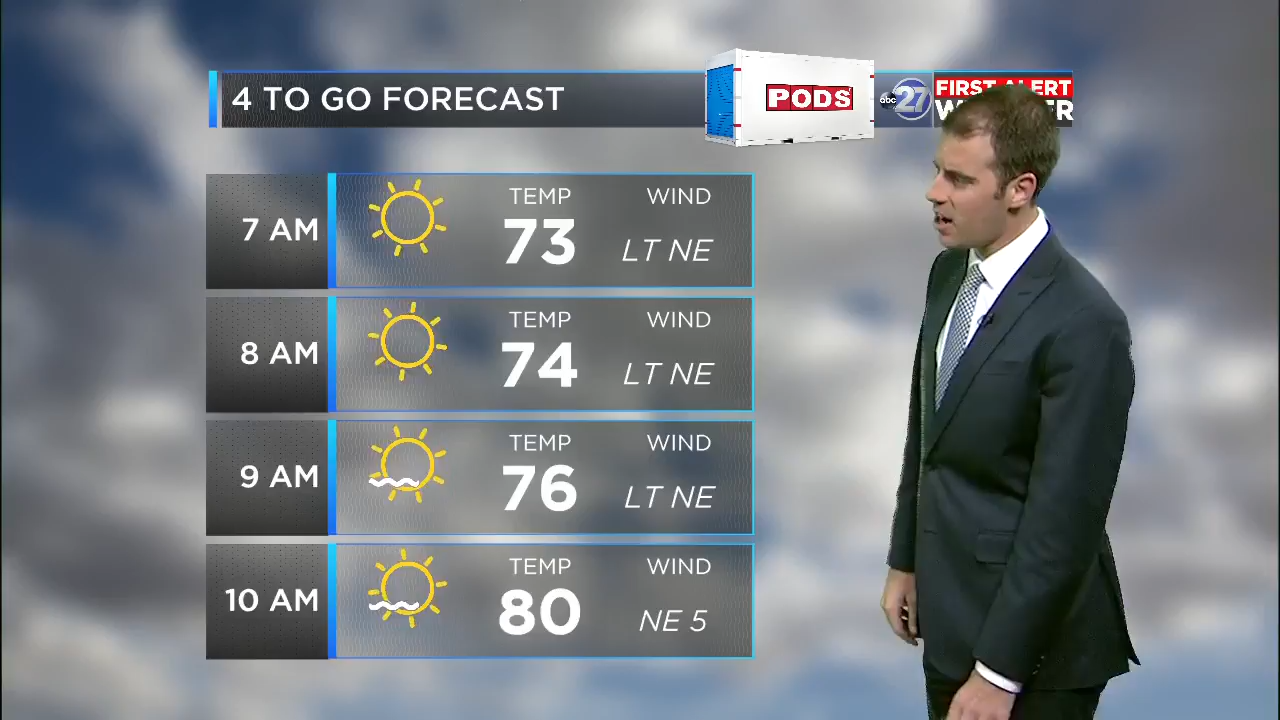 4 TO GO FORECAST
PODS
abc 27
FIRST ALERT
7 AM
TEMP
WIND
73
LT NE
8 AM
TEMP
WIND
74
LT NE
9 AM
TEMP
WIND
76
LT NE
10 AM
TEMP
WIND
80
NE 5